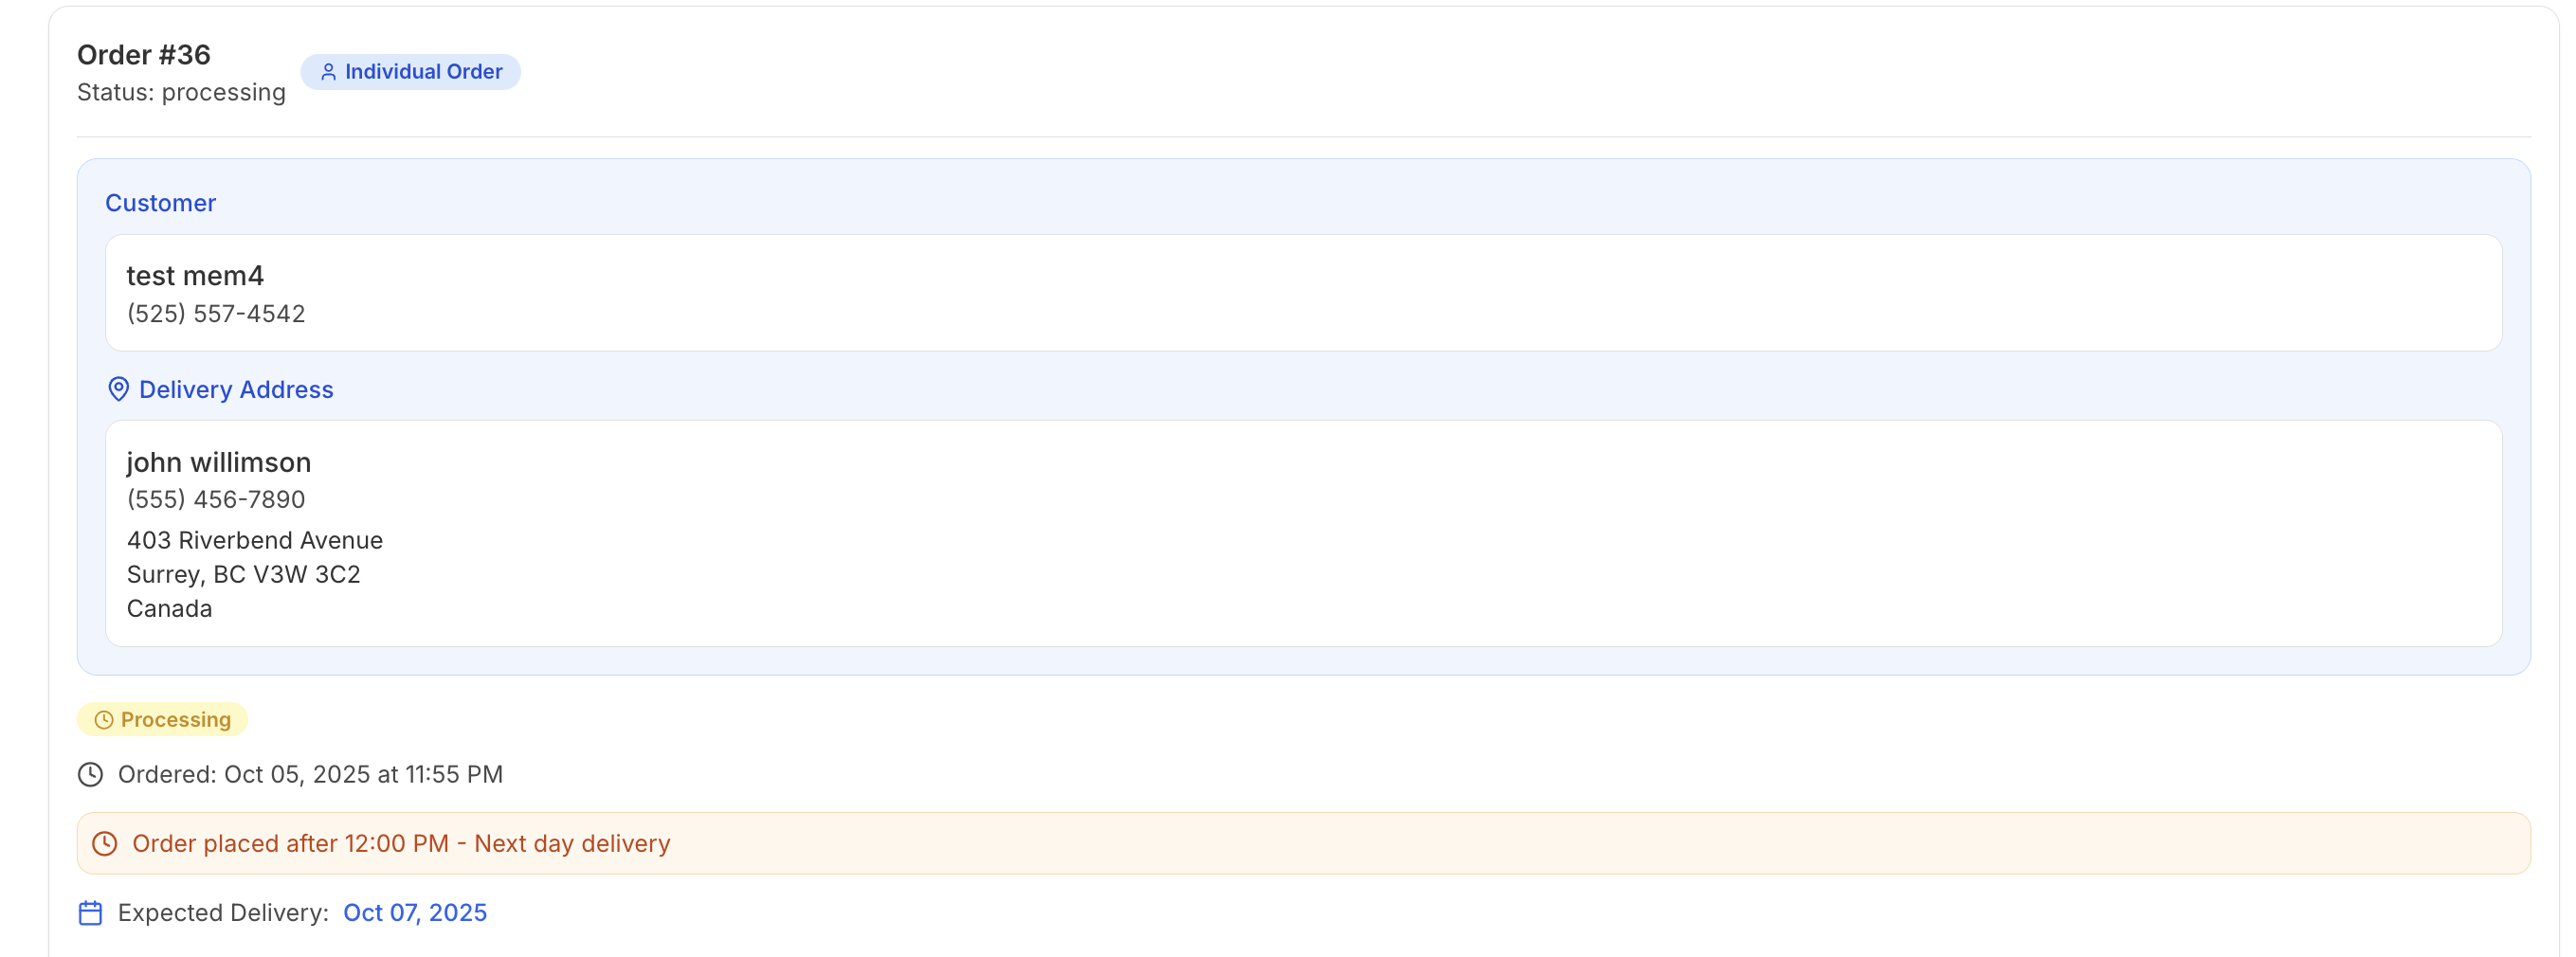 Order #36
Status: processing
Individual Order
Customer
test mem4
(525) 557-4542
Delivery Address
john willimson
(555) 456-7890
403 Riverbend Avenue
Surrey, BC V3W 3C2
Canada
Processing
Ordered: Oct 05, 2025 at 11:55 PM
Order placed after 12:00 PM - Next day delivery
Expected Delivery: Oct 07, 2025